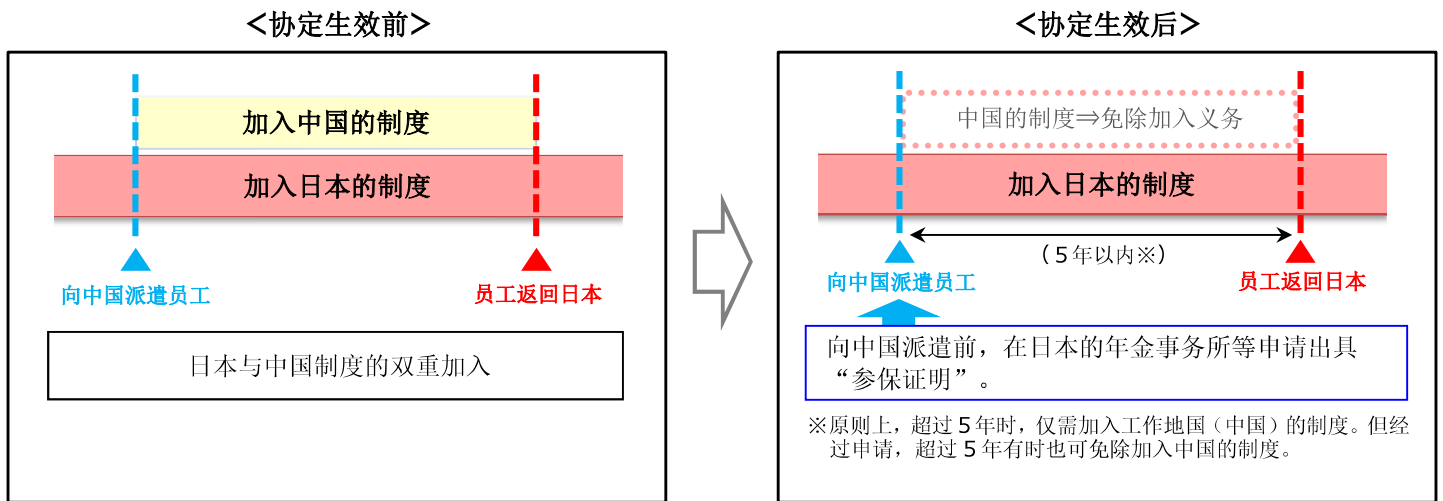 <协定生效前>
加入中国的制度
加入日本的制度
向中国派遣员工
员工返回日本
日本与中国制度的双重加入
<协定生效后>
中国的制度⇒免除加入义务
加入日本的制度
（5年以内※）
向中国派遣员工
员工返回日本
向中国派遣前，在日本的年金事务所等申请出具
“参保证明”。
※原则上，超过5年时，仅需加入工作地国（中国）的制度。但经
过申请，超过5年有时也可免除加入中国的制度。